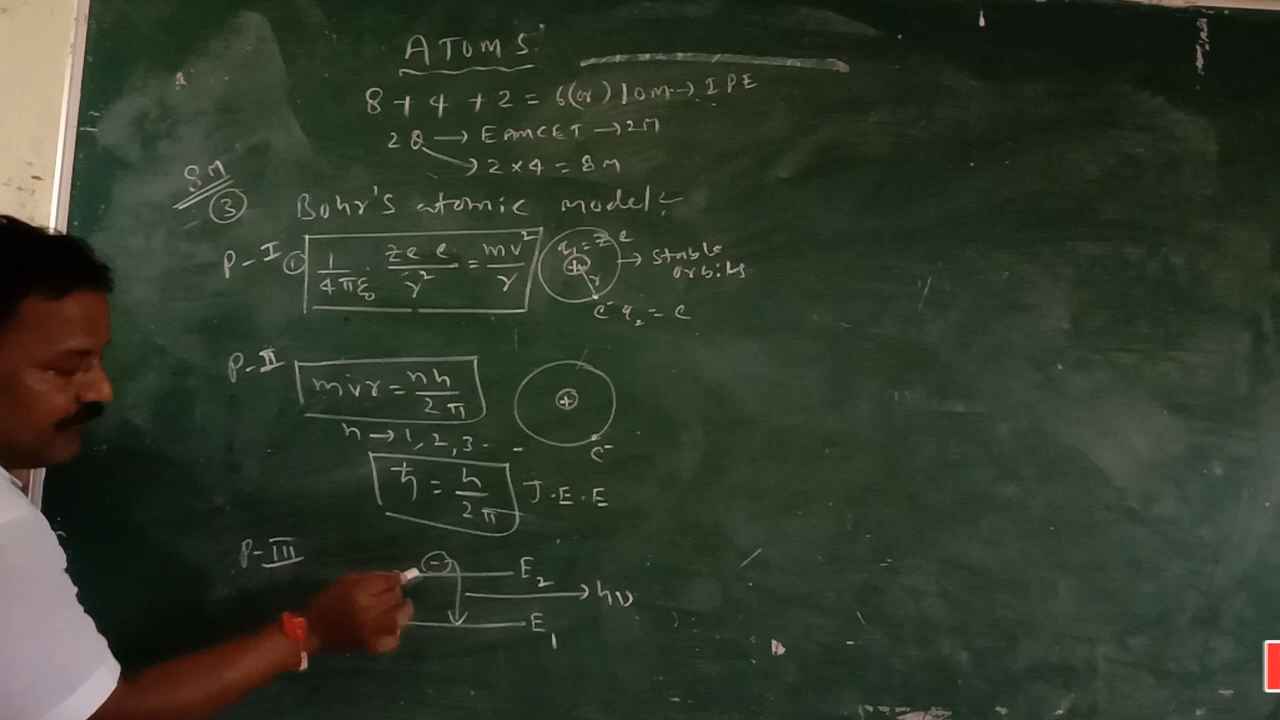 ATOMS
8 + 4 + 2 = 6(or) 10M → IPE
2Q → EAMCET → 2M
→ 2 × 4 = 8M
8M
③ Bohr's atomic model :-
P-I ① 1/4πε₀ · ze e/r² = mv²/r
q₁ = ze
+
r
e⁻ q₂ = e
→ stable orbits
P-II mvr = nh/2π
+
e⁻
n → 1, 2, 3 - -
ħ = h/2π J.E.E
P-III
- E₂
→ hν
E₁